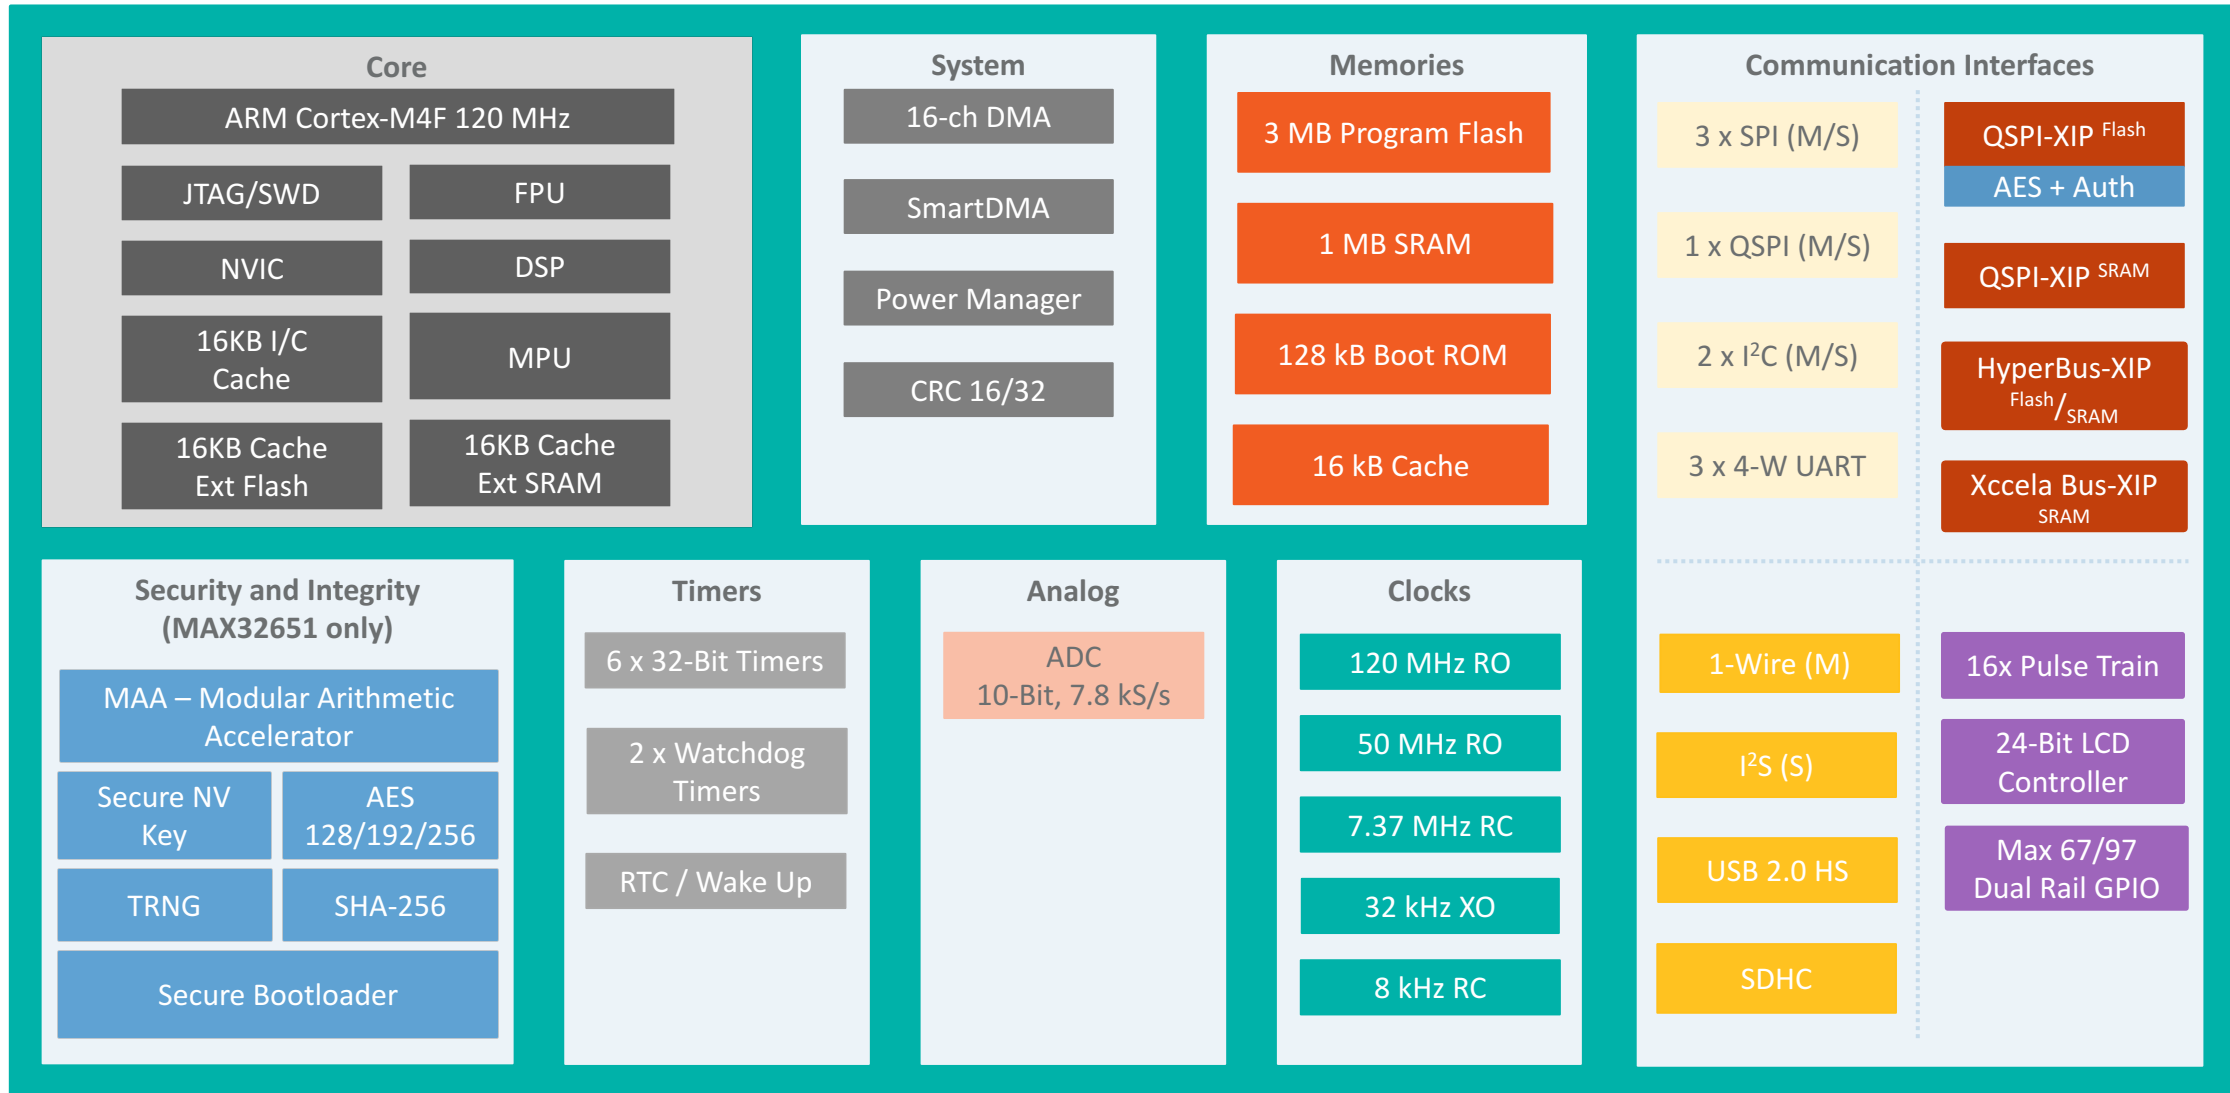 Core
ARM Cortex-M4F 120 MHz
JTAG/SWD
FPU
NVIC
DSP
16KB I/C
Cache
MPU
16KB Cache
Ext Flash
16KB Cache
Ext SRAM
System
16-ch DMA
SmartDMA
Power Manager
CRC 16/32
Memories
3 MB Program Flash
1 MB SRAM
128 kB Boot ROM
16 kB Cache
Communication Interfaces
3 x SPI (M/S)
1 x QSPI (M/S)
2 x I²C (M/S)
3 x 4-W UART
QSPI-XIP Flash
AES + Auth
QSPI-XIP SRAM
HyperBus-XIP
Flash/SRAM
Xccela Bus-XIP
SRAM
1-Wire (M)
I²S (S)
USB 2.0 HS
SDHC
16x Pulse Train
24-Bit LCD
Controller
Max 67/97
Dual Rail GPIO
Security and Integrity
(MAX32651 only)
MAA – Modular Arithmetic
Accelerator
Secure NV
Key
AES
128/192/256
TRNG
SHA-256
Secure Bootloader
Timers
6 x 32-Bit Timers
2 x Watchdog
Timers
RTC / Wake Up
Analog
ADC
10-Bit, 7.8 kS/s
Clocks
120 MHz RO
50 MHz RO
7.37 MHz RC
32 kHz XO
8 kHz RC